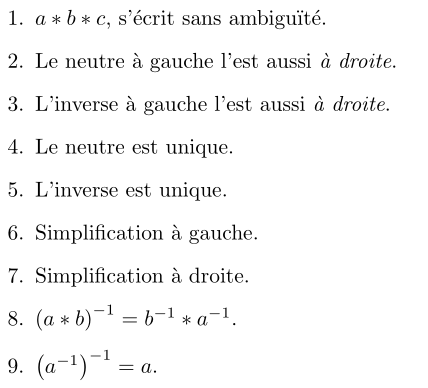 1. a ∗ b ∗ c, s'écrit sans ambiguïté.
2. Le neutre à gauche l'est aussi à droite.
3. L'inverse à gauche l'est aussi à droite.
4. Le neutre est unique.
5. L'inverse est unique.
6. Simplification à gauche.
7. Simplification à droite.
8. (a ∗ b)⁻¹ = b⁻¹ ∗ a⁻¹.
9. (a⁻¹)⁻¹ = a.